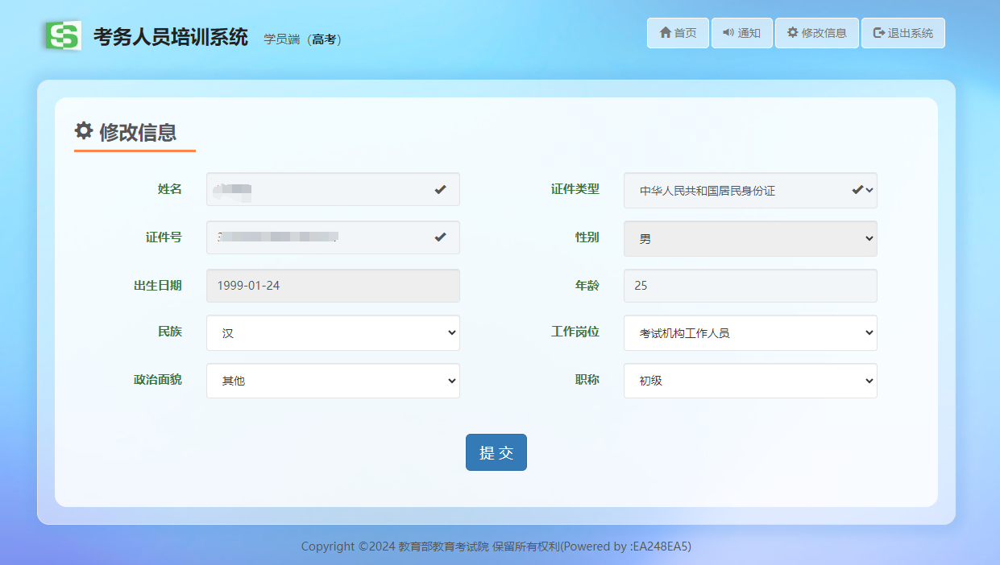 考务人员培训系统 学员端（高考）
首页 通知 修改信息 退出系统
修改信息
姓名
证件类型 中华人民共和国居民身份证
证件号
性别 男
出生日期 1999-01-24
年龄 25
民族 汉
工作岗位 考试机构工作人员
政治面貌 其他
职称 初级
提 交
Copyright ©2024 教育部教育考试院 保留所有权利(Powered by :EA248EA5)